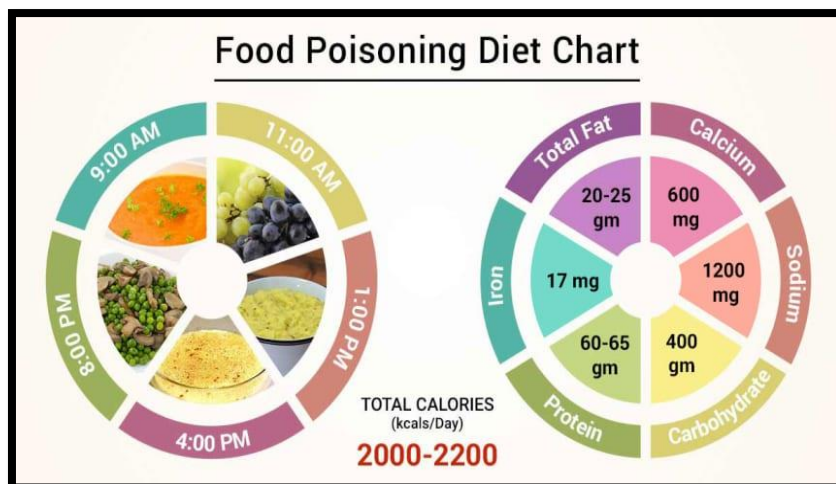 Food Poisoning Diet Chart
9:00 AM
11:00 AM
1:00 PM
4:00 PM
8:00 PM
TOTAL CALORIES
(kcals/Day)
2000-2200
Total Fat
20-25
gm
Calcium
600
mg
Sodium
1200
mg
Carbohydrate
400
gm
Protein
60-65
gm
Iron
17 mg